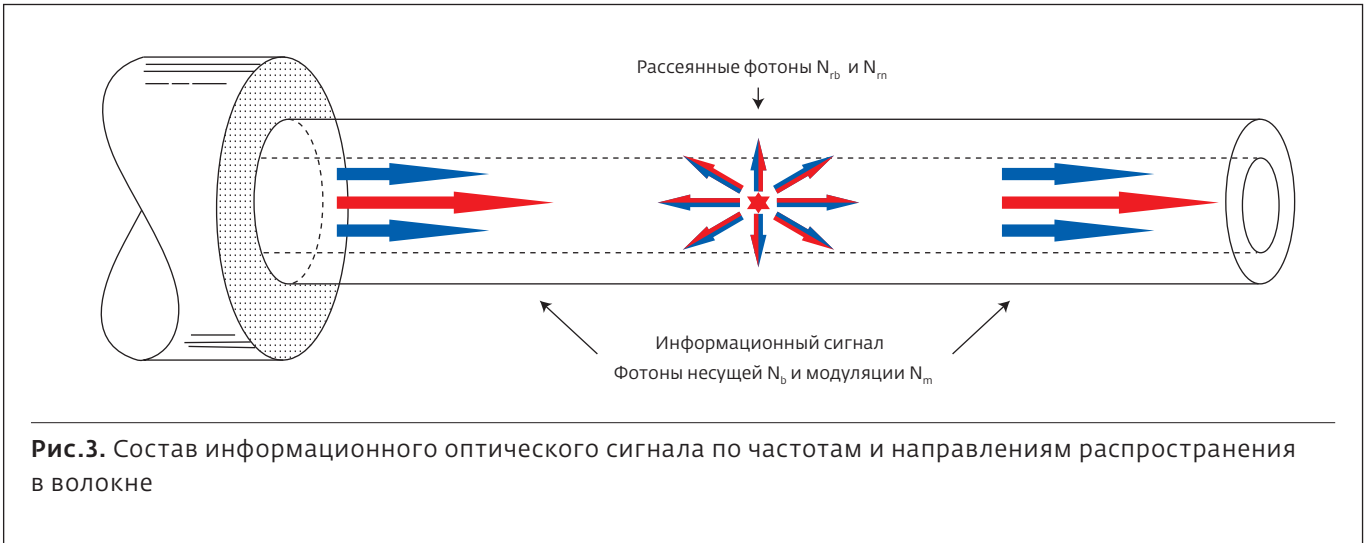 Рассеянные фотоны N_rb и N_rn
Информационный сигнал
Фотоны несущей N_b и модуляции N_m
Рис.3. Состав информационного оптического сигнала по частотам и направлениям распространения
в волокне